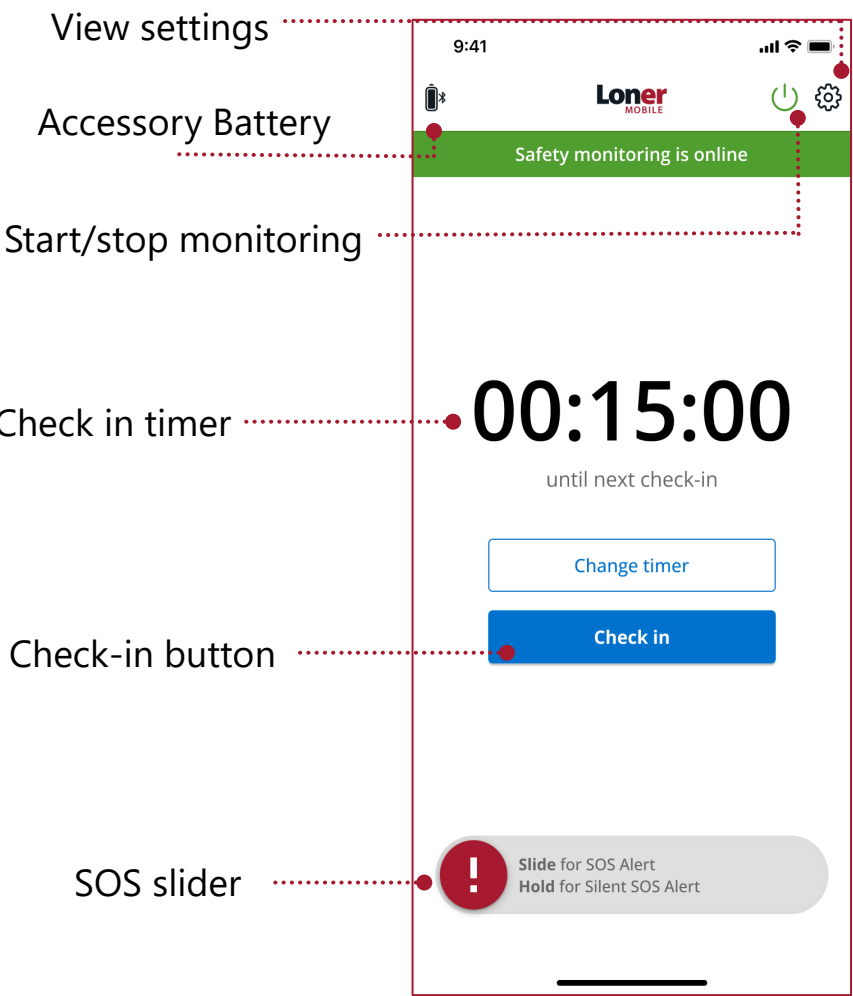 View settings
9:41
Loner
MOBILE
Accessory Battery
Safety monitoring is online
Start/stop monitoring
Check in timer
00:15:00
until next check-in
Change timer
Check-in button
Check in
SOS slider
!
Slide for SOS Alert
Hold for Silent SOS Alert